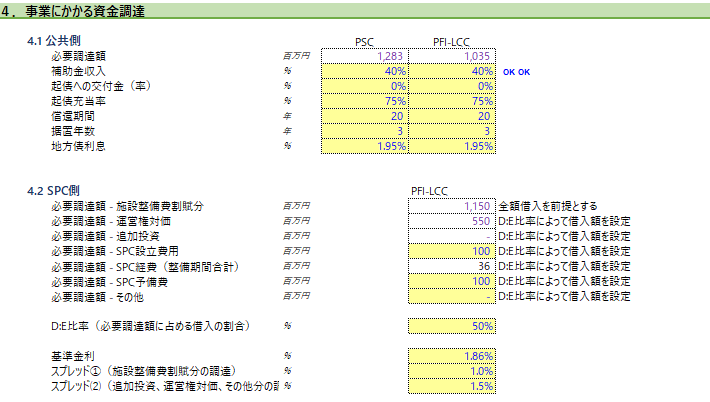 4．事業にかかる資金調達
4.1 公共側 PSC PFI-LCC
必要調達額 百万円 1,283 1,035
補助金収入 % 40% 40% OK OK
起債への交付金（率） % 0% 0%
起債充当率 % 75% 75%
償還期間 年 20 20
据置年数 年 3 3
地方債利息 % 1.95% 1.95%
4.2 SPC側 PFI-LCC
必要調達額 - 施設整備費割賦分 百万円 1,150 全額借入を前提とする
必要調達額 - 運営権対価 百万円 550 D:E比率によって借入額を設定
必要調達額 - 追加投資 百万円 - D:E比率によって借入額を設定
必要調達額 - SPC設立費用 百万円 100 D:E比率によって借入額を設定
必要調達額 - SPC経費（整備期間合計） 百万円 36 D:E比率によって借入額を設定
必要調達額 - SPC予備費 百万円 100 D:E比率によって借入額を設定
必要調達額 - その他 百万円 - D:E比率によって借入額を設定
D:E比率（必要調達額に占める借入の割合） % 50%
基準金利 % 1.86%
スプレッド①（施設整備費割賦分の調達） % 1.0%
スプレッド(2)（追加投資、運営権対価、その他分の % 1.5%